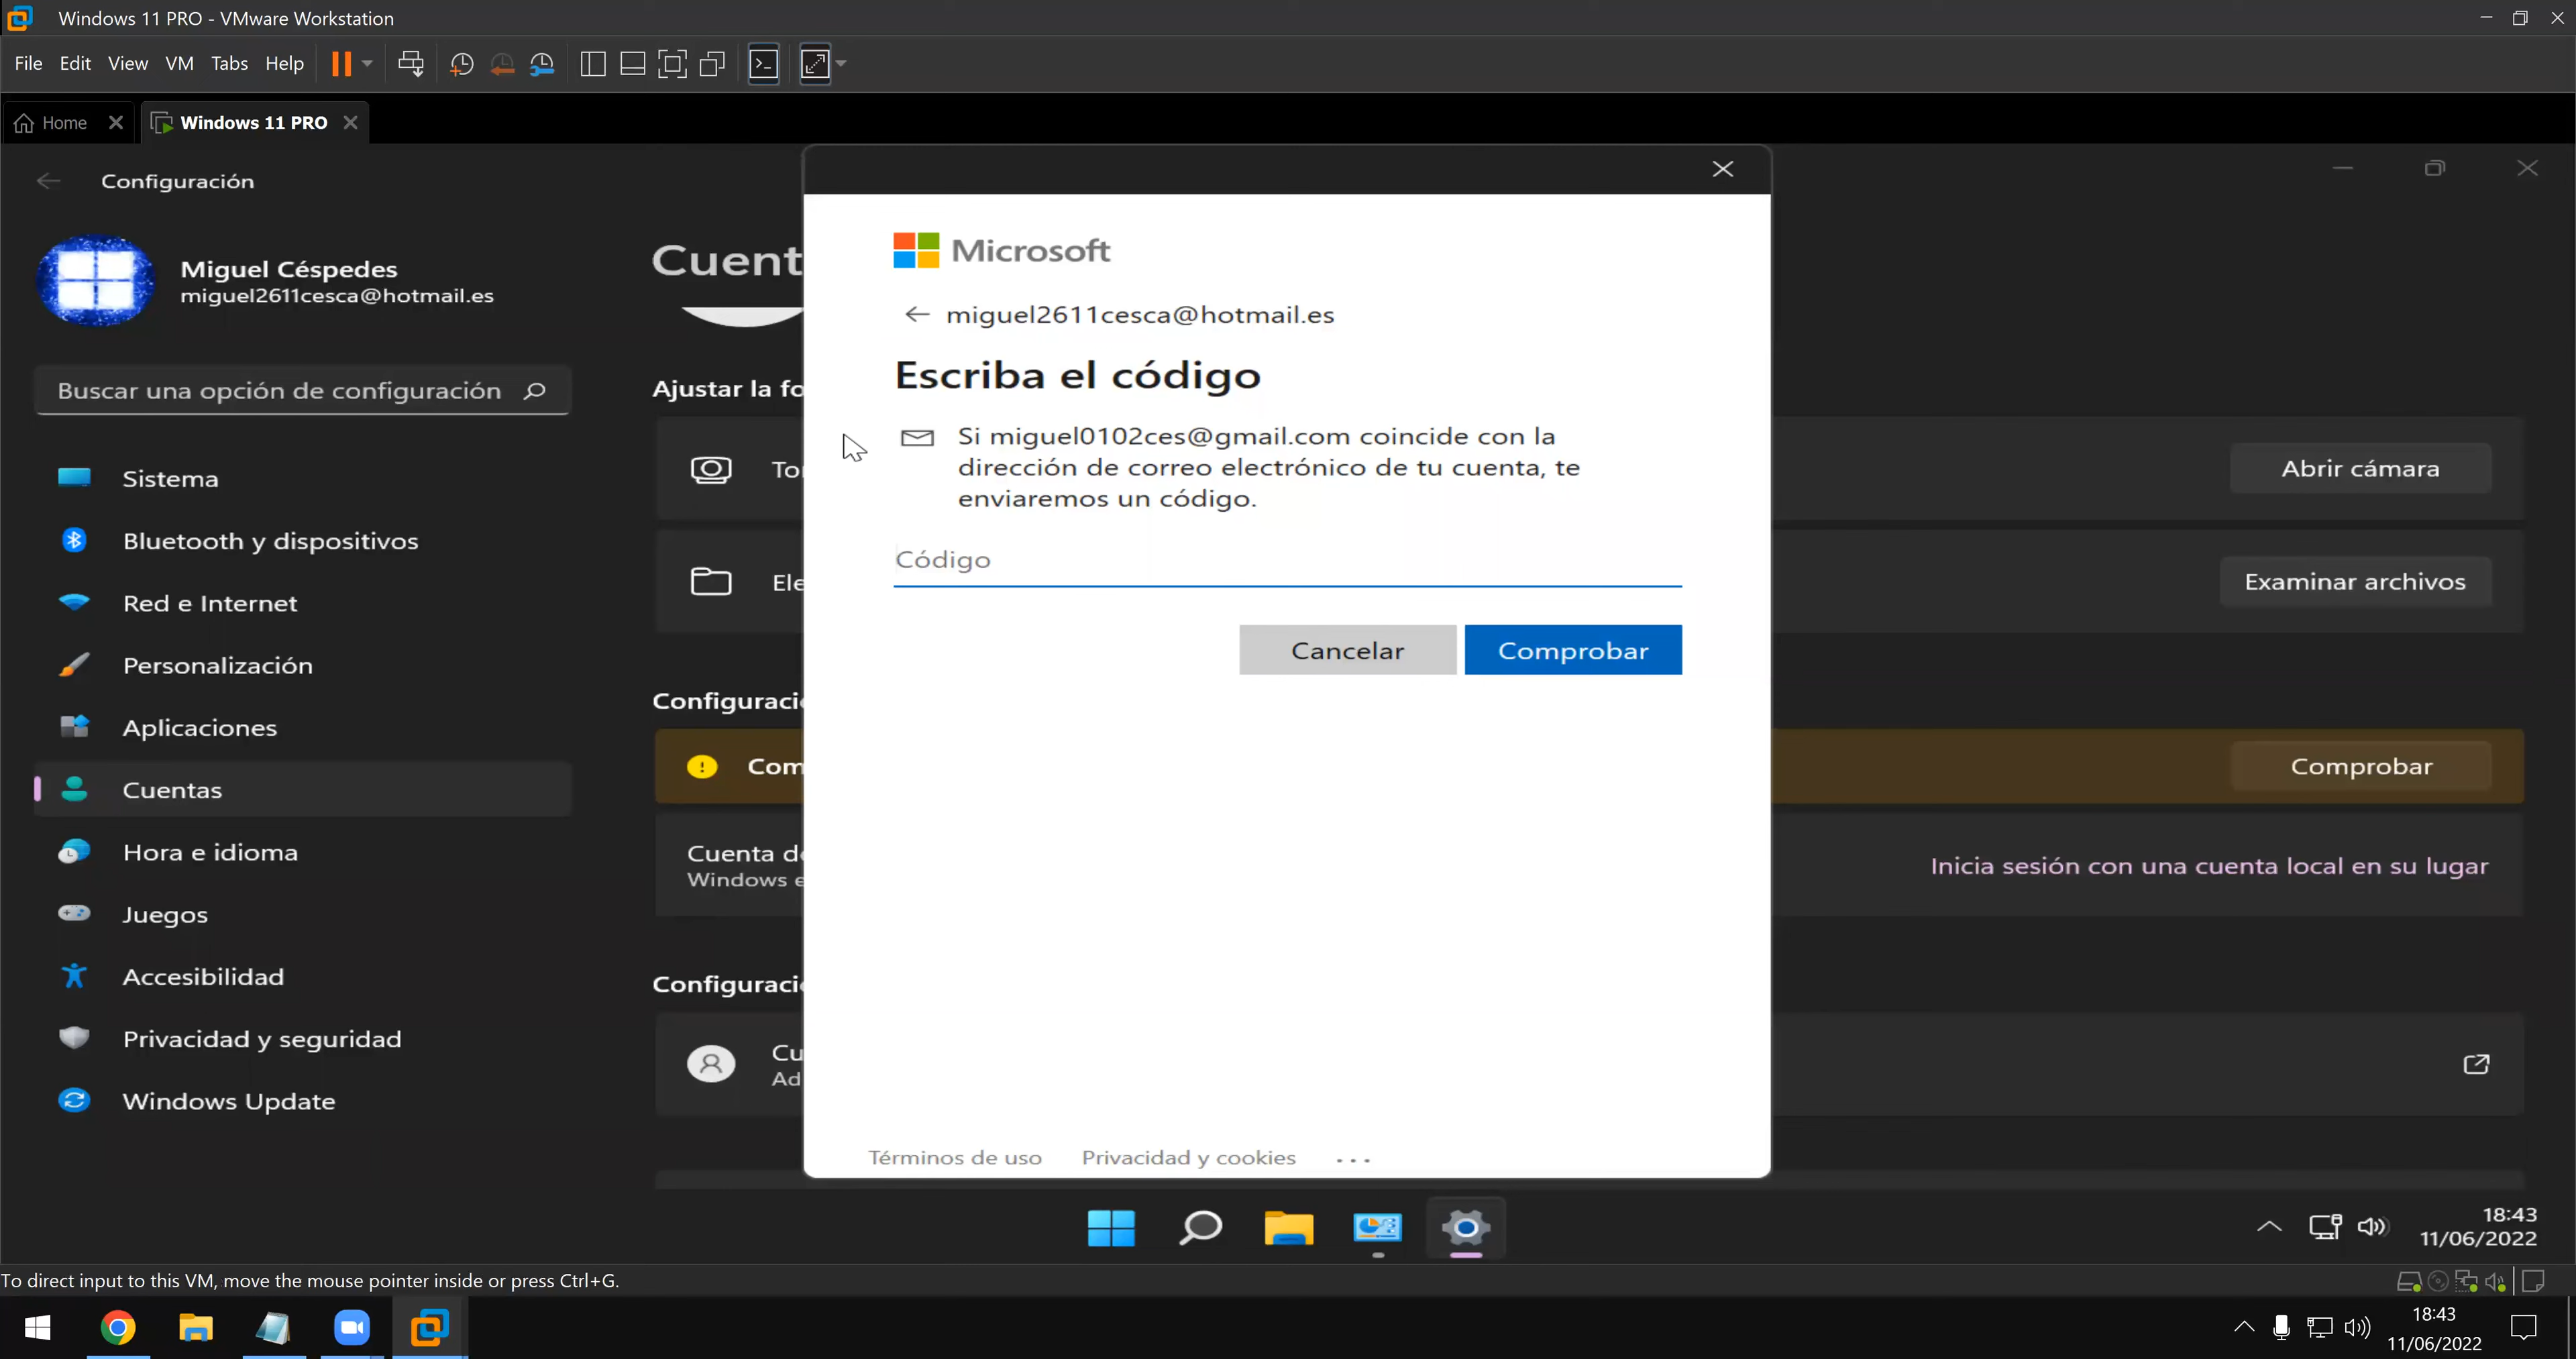 Windows 11 PRO - VMware Workstation
File Edit View VM Tabs Help
Home
Windows 11 PRO
Configuración
Miguel Céspedes
miguel2611cesca@hotmail.es
Buscar una opción de configuración
Sistema
Bluetooth y dispositivos
Red e Internet
Personalización
Aplicaciones
Cuentas
Hora e idioma
Juegos
Accesibilidad
Privacidad y seguridad
Windows Update
Cuent
Ajustar la fo
Tor
Ele
Configuraci
Com
Cuenta de
Windows e
Configuraci
Cu
Ad
Microsoft
miguel2611cesca@hotmail.es
Escriba el código
Si miguel0102ces@gmail.com coincide con la
dirección de correo electrónico de tu cuenta, te
enviaremos un código.
Código
Cancelar Comprobar
Términos de uso Privacidad y cookies ...
Abrir cámara
Examinar archivos
Comprobar
Inicia sesión con una cuenta local en su lugar
18:43
11/06/2022
To direct input to this VM, move the mouse pointer inside or press Ctrl+G.
18:43
11/06/2022